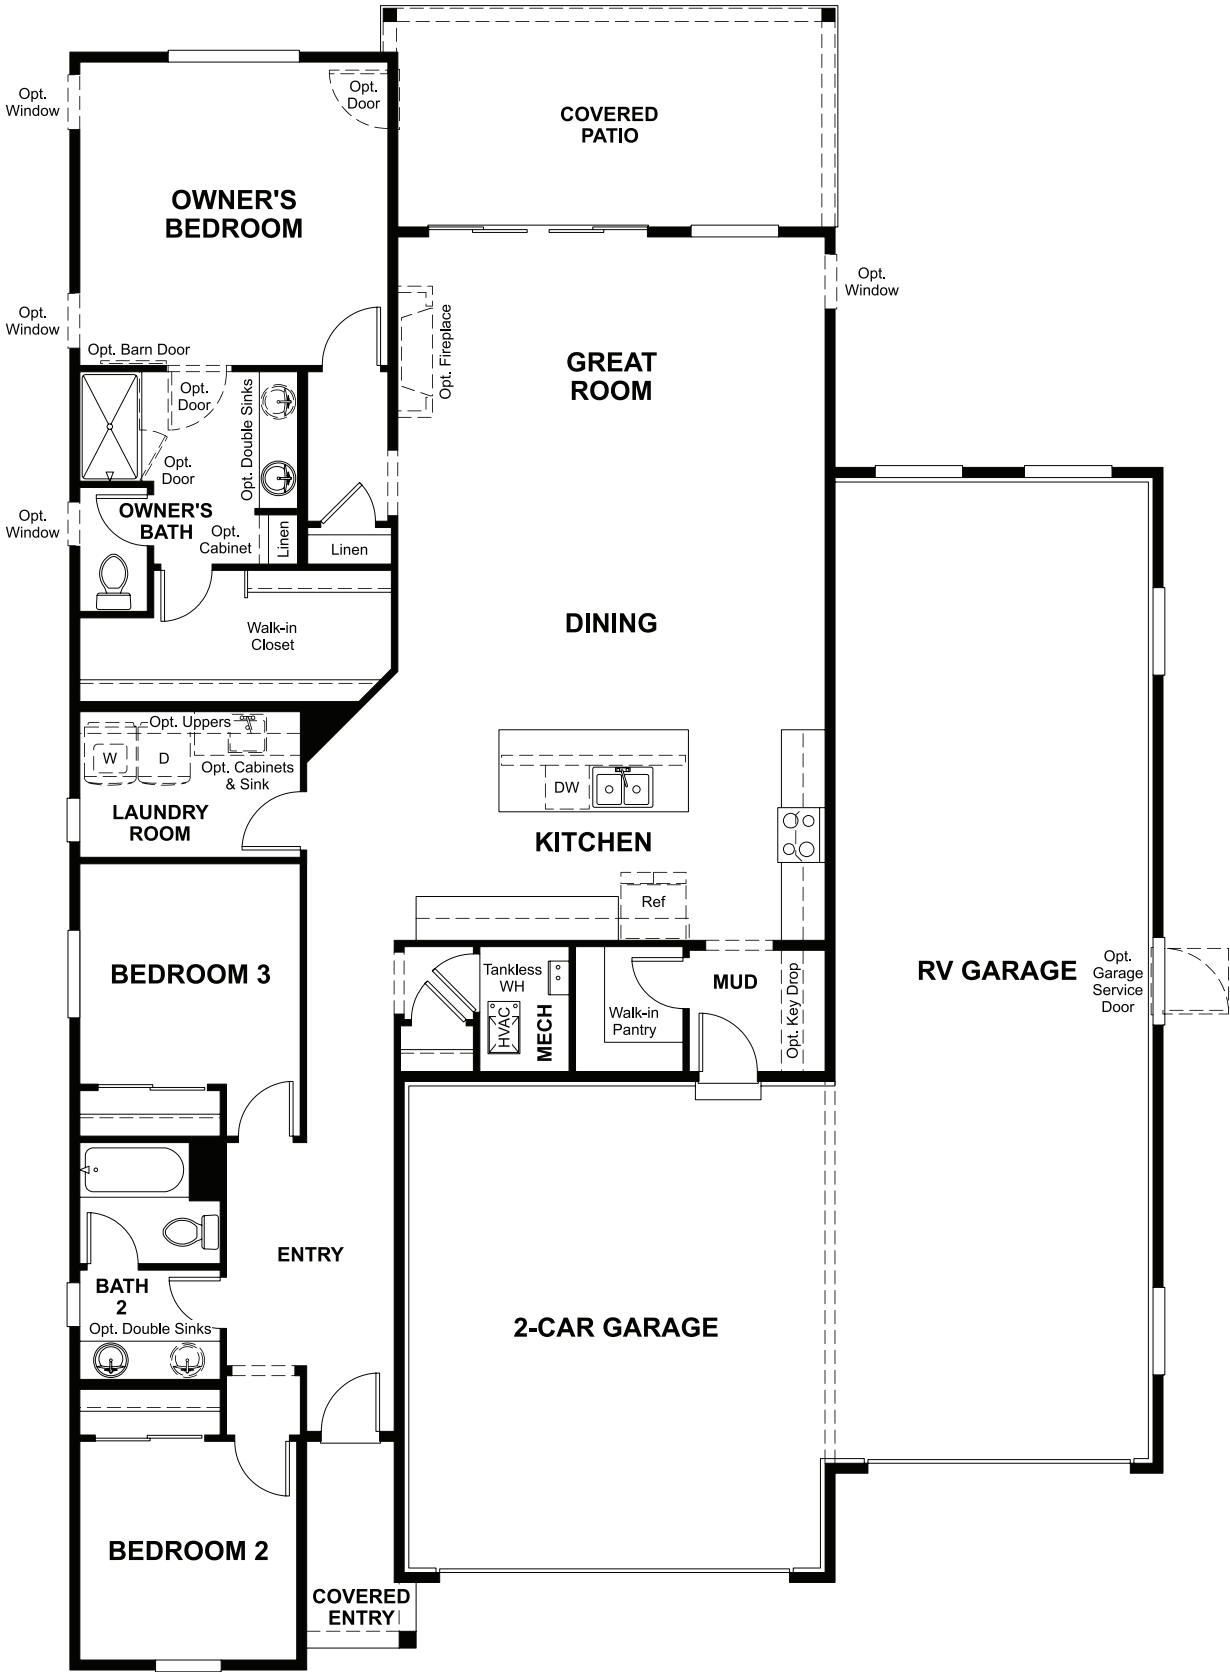 Opt.
Window
Opt.
Door
COVERED
PATIO
OWNER'S
BEDROOM
Opt.
Window
Opt.
Window
Opt. Barn Door
Opt. Fireplace
GREAT
ROOM
Opt.
Door
Opt. Double Sinks
Opt.
Door
Opt.
Window
OWNER'S
BATH
Opt.
Cabinet
Linen
Linen
Walk-in
Closet
DINING
Opt. Uppers
W
D
Opt. Cabinets
& Sink
LAUNDRY
ROOM
DW
KITCHEN
Ref
BEDROOM 3
Tankless
WH
HVAC
MECH
Walk-in
Pantry
MUD
Opt. Key Drop
RV GARAGE
Opt.
Garage
Service
Door
ENTRY
BATH
2
Opt. Double Sinks
2-CAR GARAGE
BEDROOM 2
COVERED
ENTRY